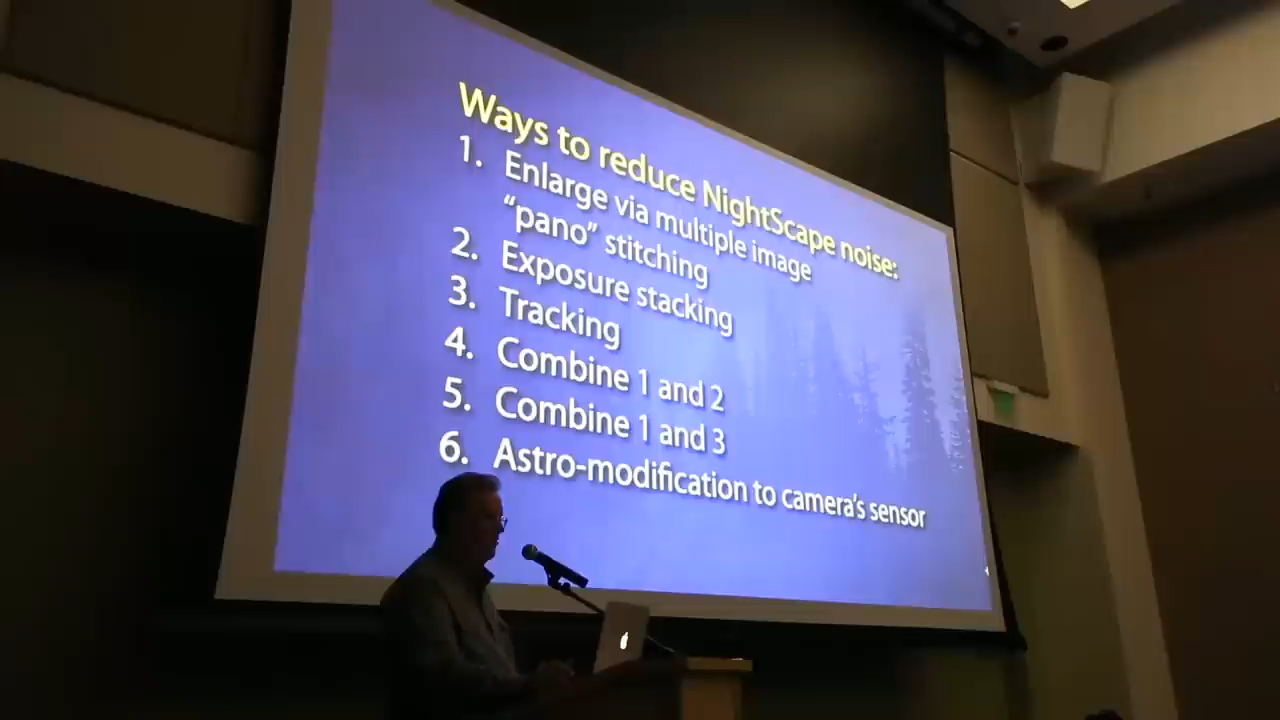 Ways to reduce NightScape noise:
1. Enlarge via multiple image
“pano” stitching
2. Exposure stacking
3. Tracking
4. Combine 1 and 2
5. Combine 1 and 3
6. Astro-modification to camera’s sensor